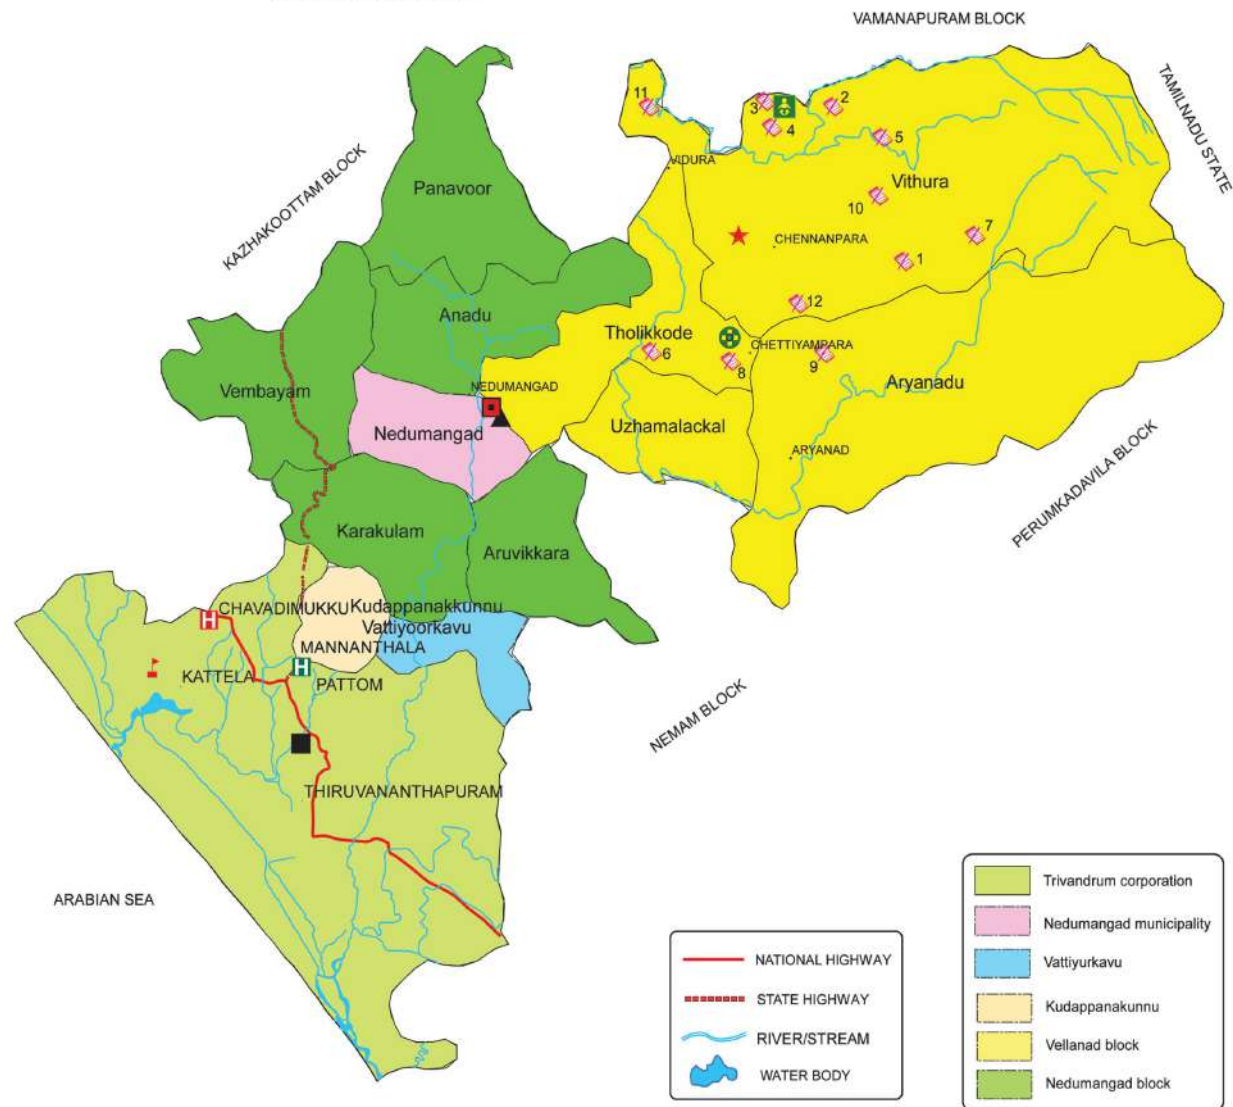 VAMANAPURAM BLOCK
TAMILNADU STATE
KAZHAKOOTTAM BLOCK
11
3
4
2
5
VIDURA
Panavoor
Vithura
10
7
CHENNANPARA
1
12
Anadu
Tholikkode
6
CHETTIYAMPARA
8
9
Vembayam
NEDUMANGAD
Aryanadu
Nedumangad
Uzhamalackal
ARYANAD
PERUMKADAVILA BLOCK
Karakulam
Aruvikkara
CHAVADIMUKKU
Kudappanakkunnu
Vattiyoorkavu
H
MANNANTHALA
H
KATTELA
PATTOM
NEMAM BLOCK
THIRUVANANTHAPURAM
ARABIAN SEA
NATIONAL HIGHWAY
STATE HIGHWAY
RIVER/STREAM
WATER BODY
Trivandrum corporation
Nedumangad municipality
Vattiyurkavu
Kudappanakunnu
Vellanad block
Nedumangad block